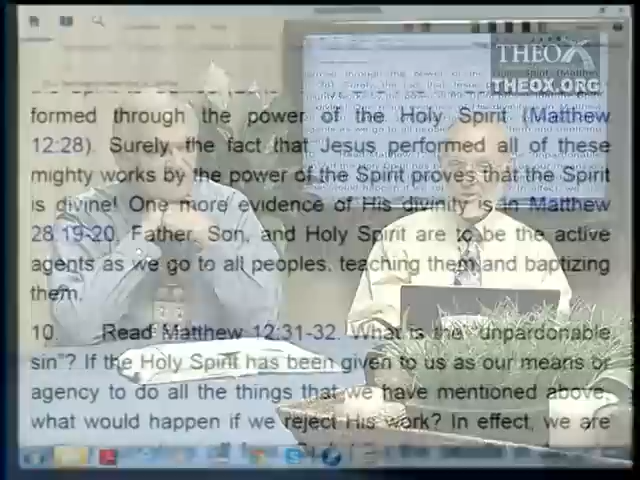 THEOX
THEOX.ORG
formed through the power of the Holy Spirit (Matthew
12:28). Surely, the fact that Jesus performed all of these
mighty works by the power of the Spirit proves that the Spirit
is divine! One more evidence of His divinity is in Matthew
28:19-20. Father, Son, and Holy Spirit are to be the active
agents as we go to all peoples, teaching them and baptizing
them.
10. Read Matthew 12:31-32. What is the "unpardonable
sin"? If the Holy Spirit has been given to us as our means or
agency to do all the things that we have mentioned above,
what would happen if we reject His work? In effect, we are